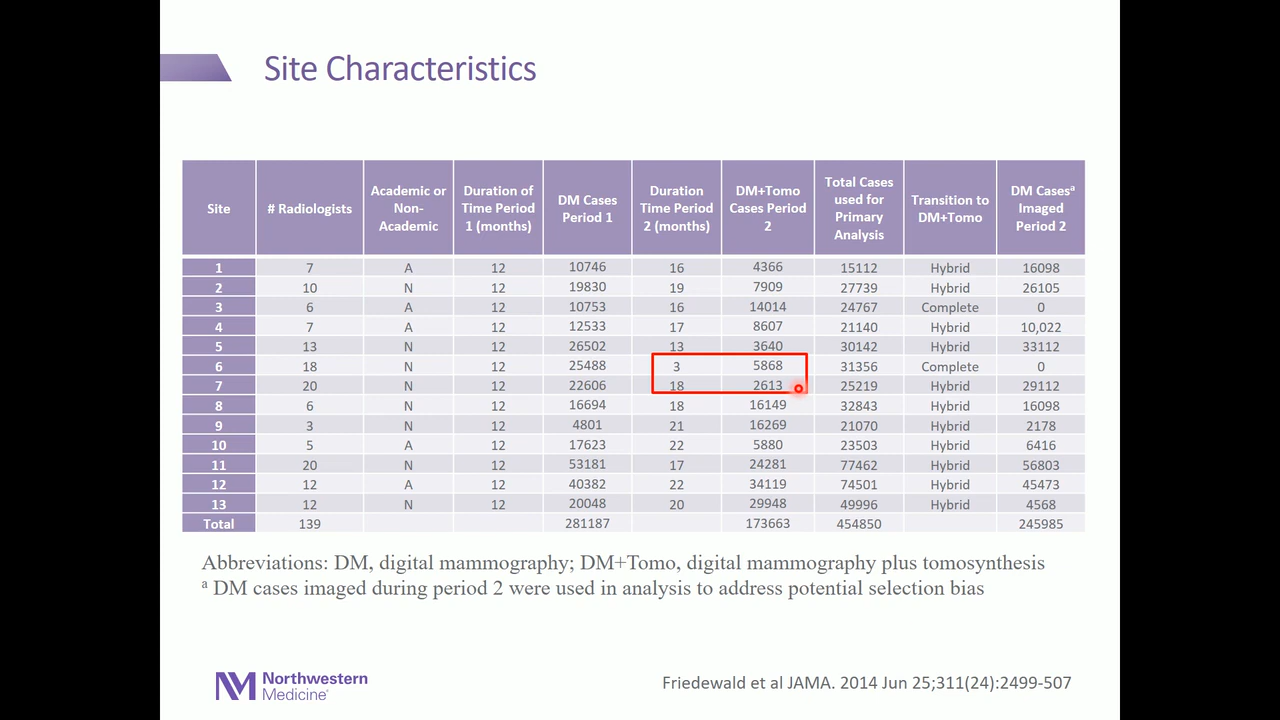 Site Characteristics
Site # Radiologists Academic or Non-Academic Duration of Time Period 1 (months) DM Cases Period 1 Duration Time Period 2 (months) DM+Tomo Cases Period 2 Total Cases used for Primary Analysis Transition to DM+Tomo DM Casesᵃ Imaged Period 2
1 7 A 12 10746 16 4366 15112 Hybrid 16098
2 10 N 12 19830 19 7909 27739 Hybrid 26105
3 6 A 12 10753 16 14014 24767 Complete 0
4 7 A 12 12533 17 8607 21140 Hybrid 10,022
5 13 N 12 26502 13 3640 30142 Hybrid 33112
6 18 N 12 25488 3 5868 31356 Complete 0
7 20 N 12 22606 18 2613 25219 Hybrid 29112
8 6 N 12 16694 18 16149 32843 Hybrid 16098
9 3 N 12 4801 21 16269 21070 Hybrid 2178
10 5 A 12 17623 22 5880 23503 Hybrid 6416
11 20 N 12 53181 17 24281 77462 Hybrid 56803
12 12 A 12 40382 22 34119 74501 Hybrid 45473
13 12 N 12 20048 20 29948 49996 Hybrid 4568
Total 139 281187 173663 454850 245985
Abbreviations: DM, digital mammography; DM+Tomo, digital mammography plus tomosynthesis
ᵃ DM cases imaged during period 2 were used in analysis to address potential selection bias
NM Northwestern
Medicine®
Friedewald et al JAMA. 2014 Jun 25;311(24):2499-507